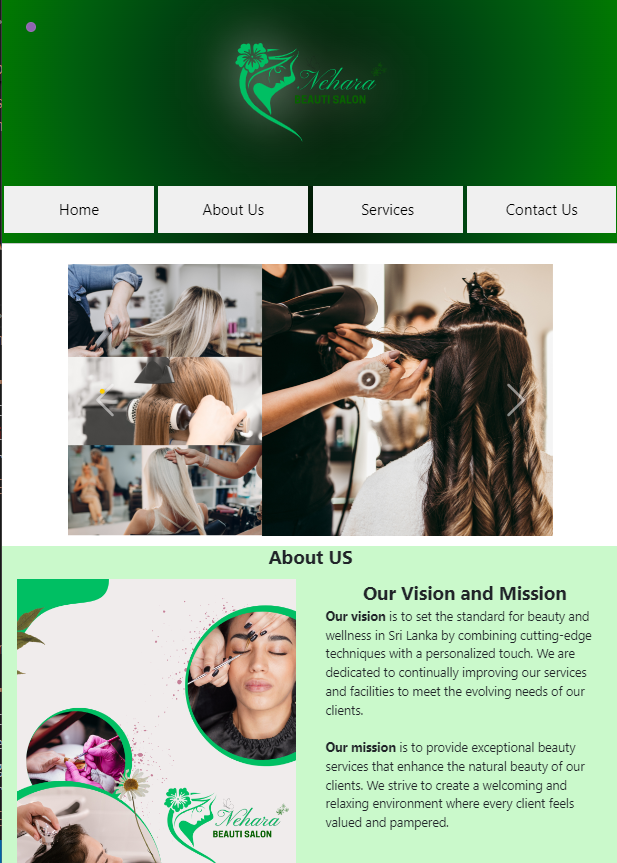 Nehara
BEAUTI SALON
Home
About Us
Services
Contact Us
About US
Our Vision and Mission
Our vision is to set the standard for beauty and
wellness in Sri Lanka by combining cutting-edge
techniques with a personalized touch. We are
dedicated to continually improving our services
and facilities to meet the evolving needs of our
clients.
Our mission is to provide exceptional beauty
services that enhance the natural beauty of our
clients. We strive to create a welcoming and
relaxing environment where every client feels
valued and pampered.
Nehara
BEAUTI SALON